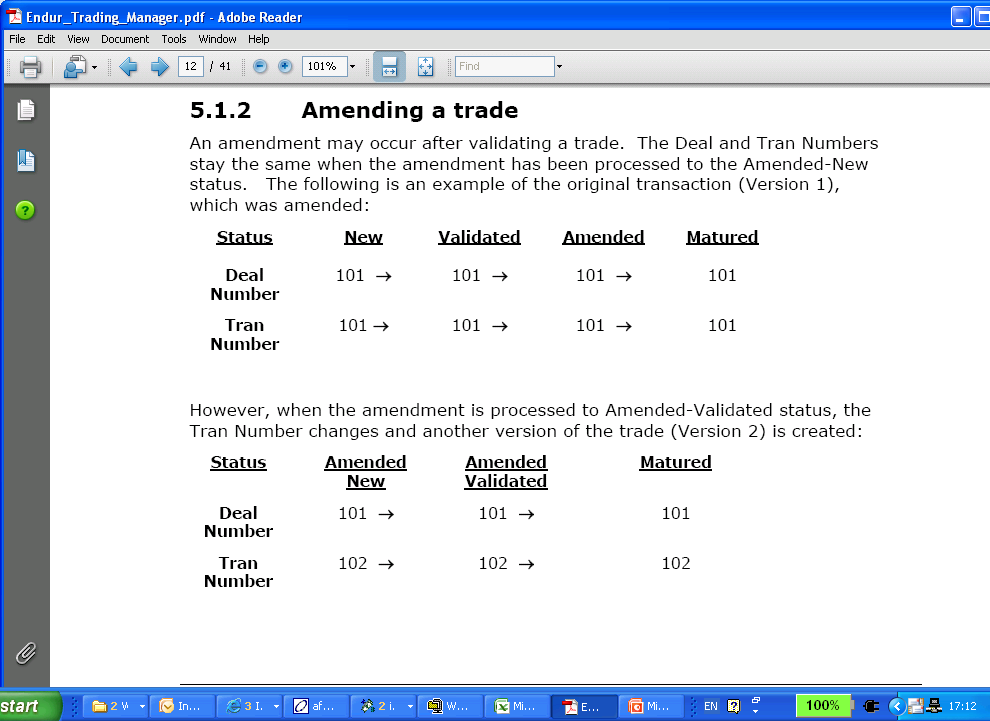 Endur_Trading_Manager.pdf - Adobe Reader
File Edit View Document Tools Window Help
12 / 41 101% Find
5.1.2 Amending a trade
An amendment may occur after validating a trade. The Deal and Tran Numbers
stay the same when the amendment has been processed to the Amended-New
status. The following is an example of the original transaction (Version 1),
which was amended:
Status New Validated Amended Matured
Deal 101 → 101 → 101 → 101
Number
Tran 101 → 101 → 101 → 101
Number
However, when the amendment is processed to Amended-Validated status, the
Tran Number changes and another version of the trade (Version 2) is created:
Status Amended Amended Matured
New Validated
Deal 101 → 101 → 101
Number
Tran 102 → 102 → 102
Number
start 2 W In... 3 I. af... 2 i. W... Mi... E... Mi... EN 100% 17:12